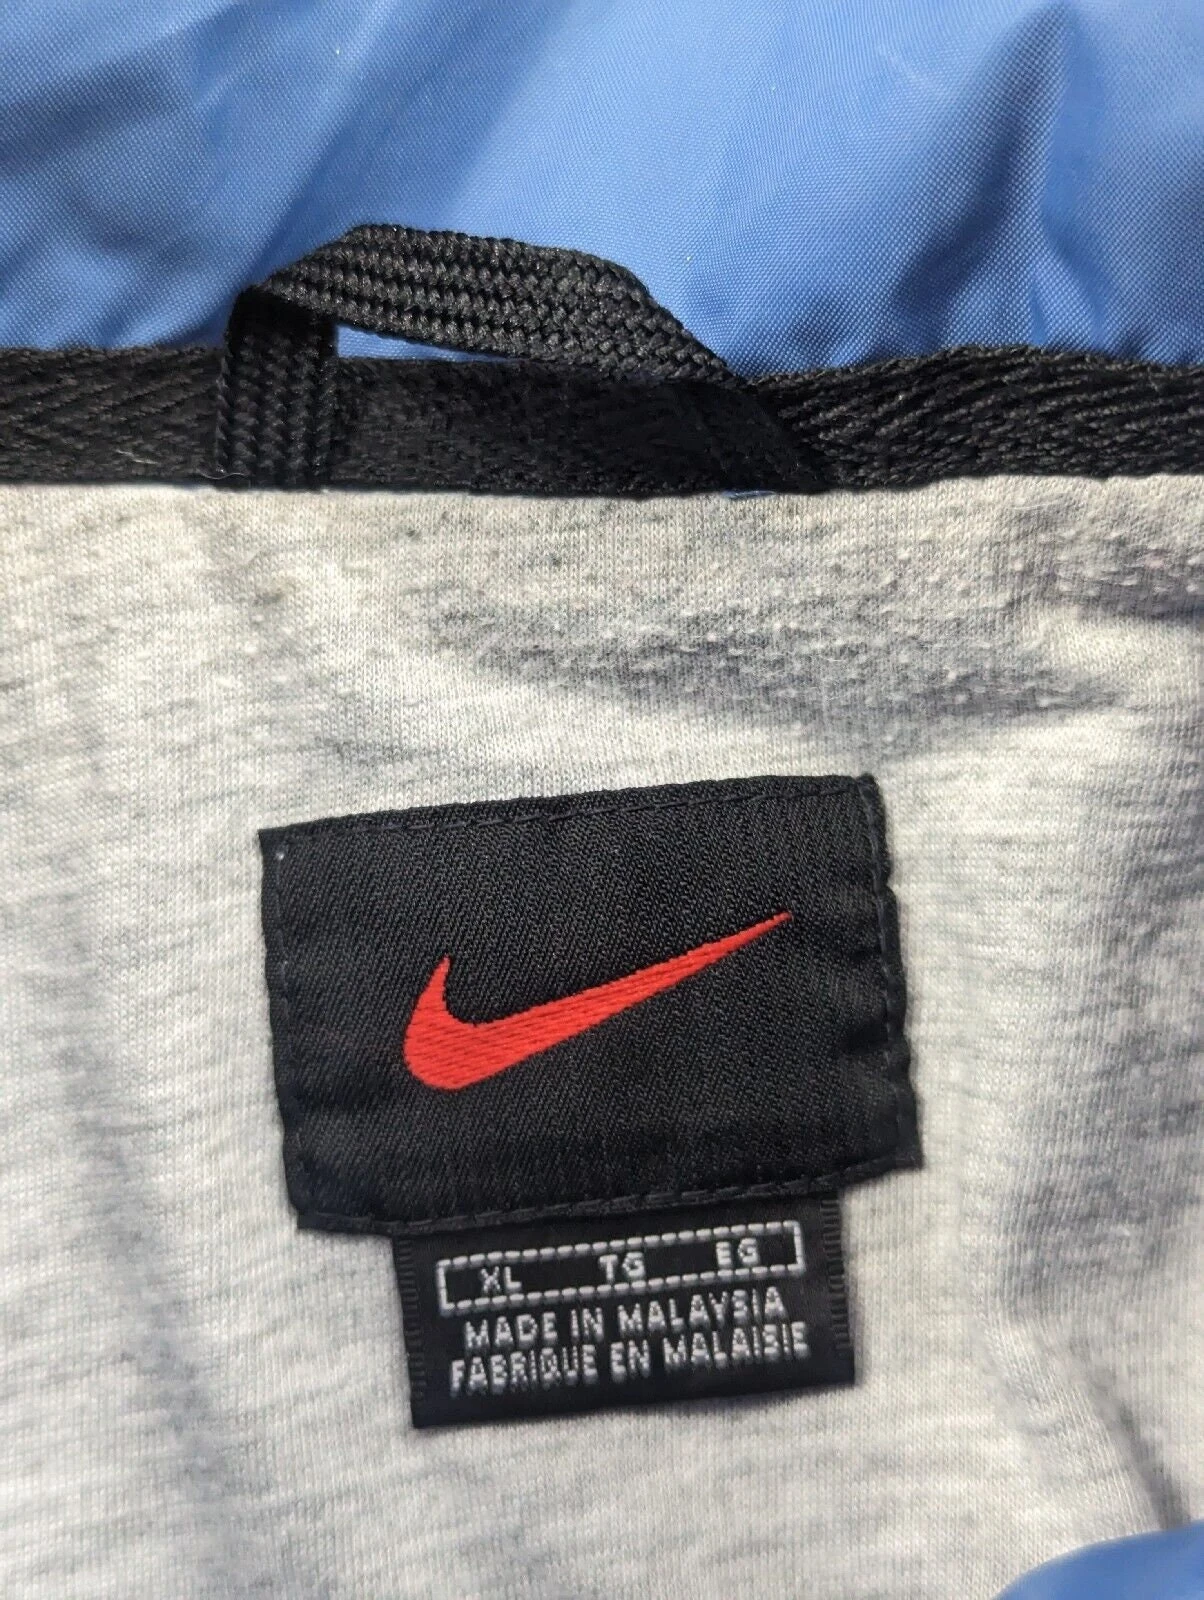 XL TG EG
MADE IN MALAYSIA
FABRIQUE EN MALAISIE